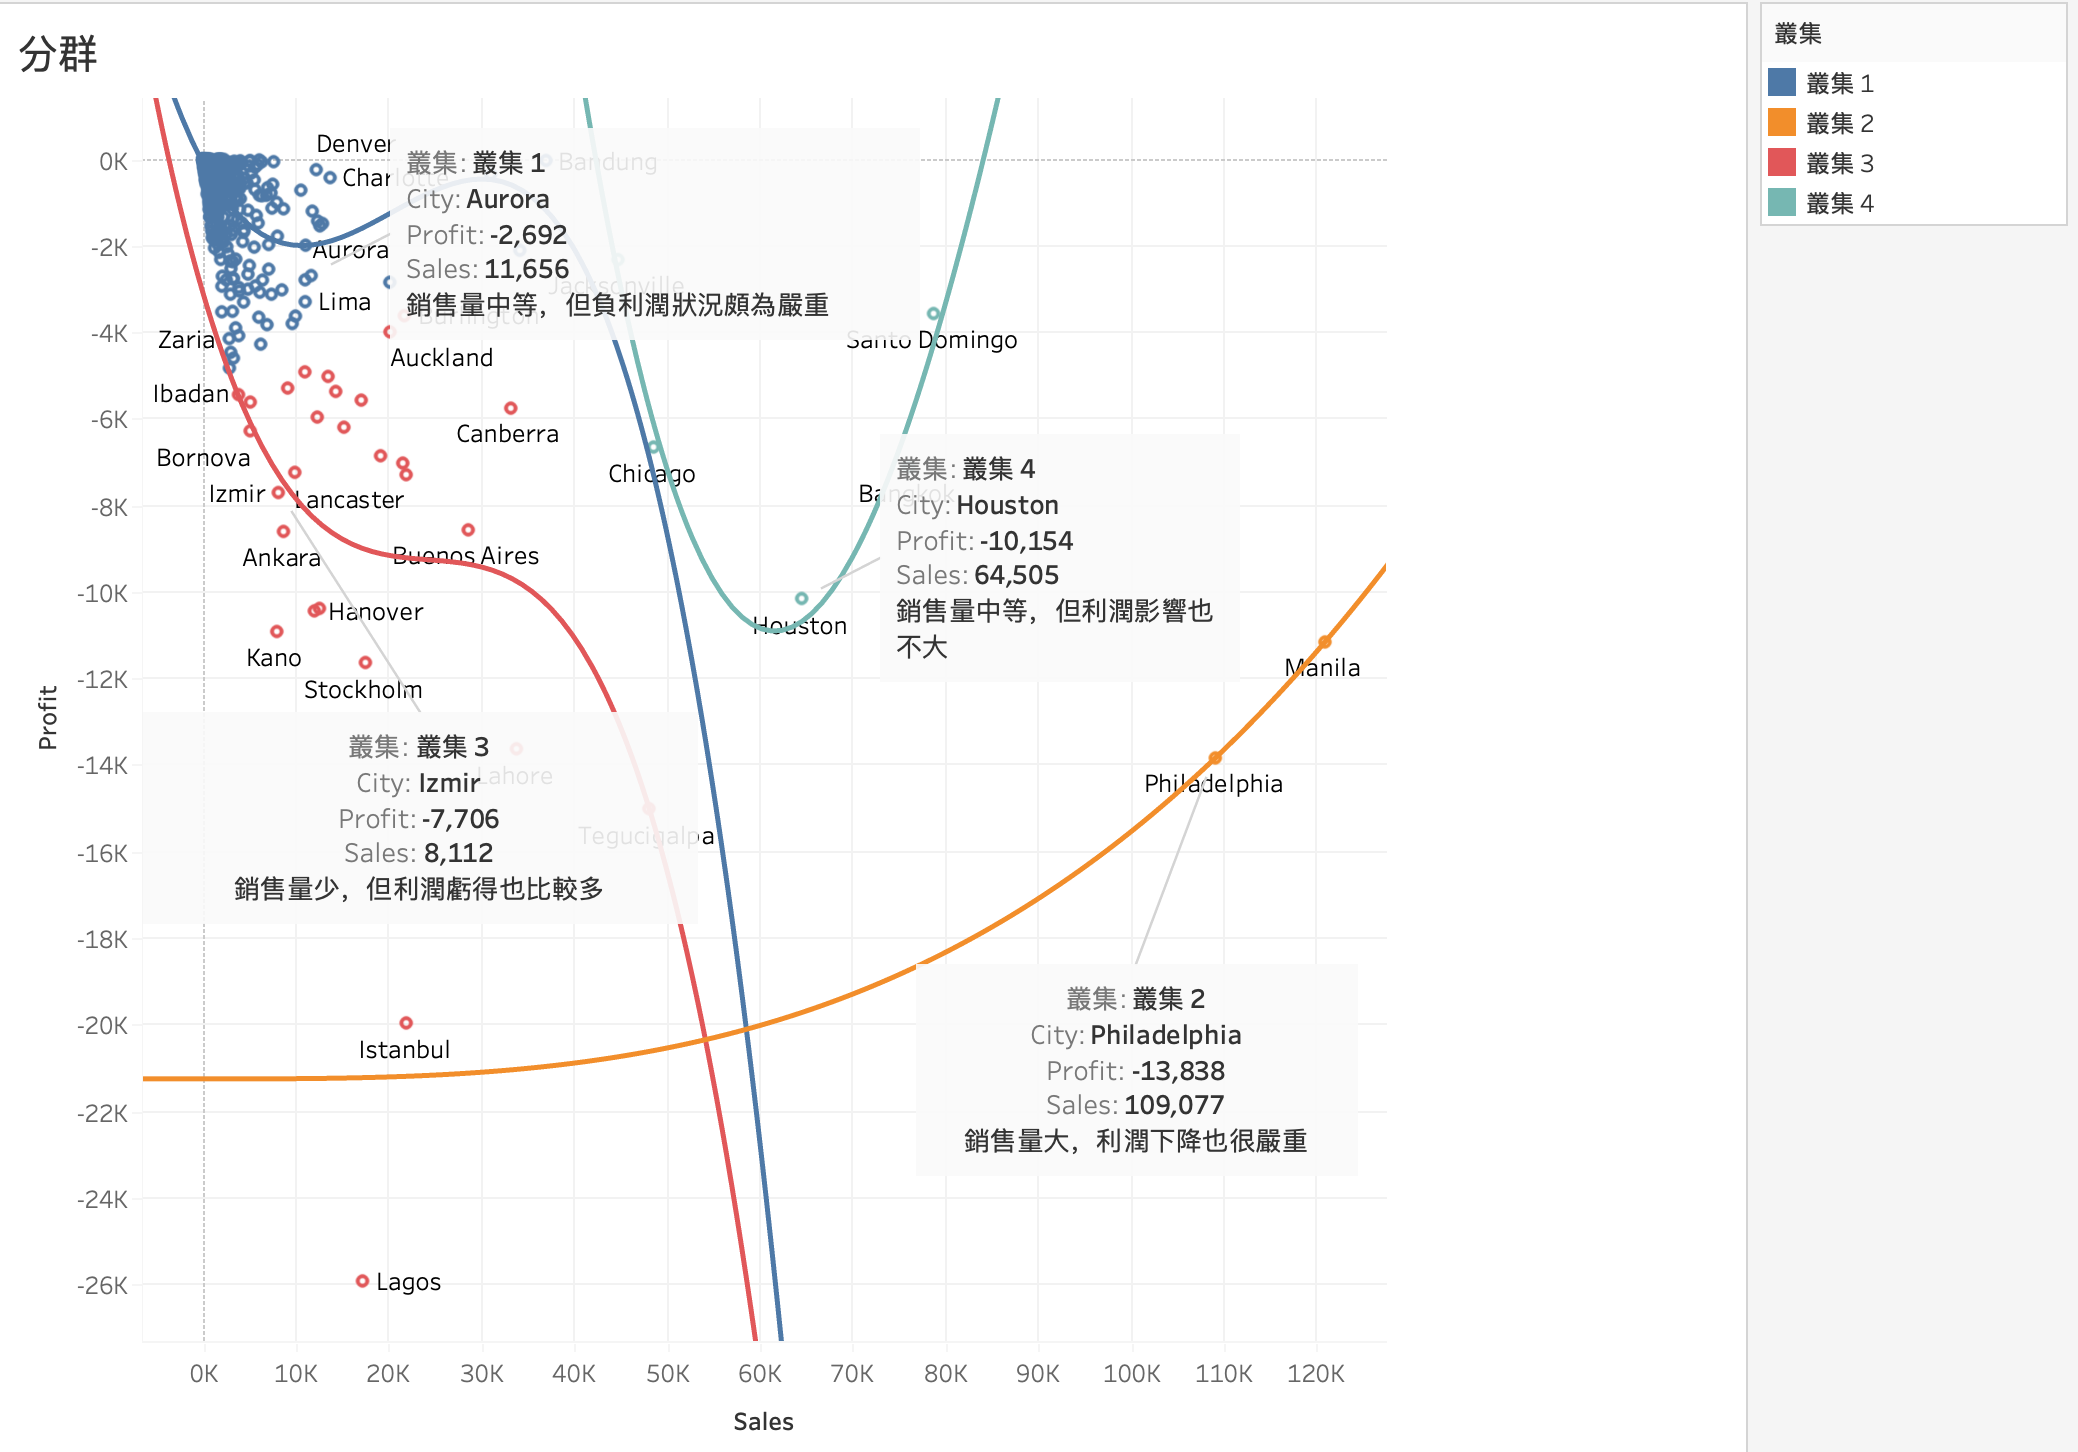 分群
叢集
叢集 1
叢集 2
叢集 3
叢集 4
Denver
Charlotte
Bandung
叢集: 叢集 1
City: Aurora
Profit: -2,692
Sales: 11,656
銷售量中等，但負利潤狀況頗為嚴重
Aurora
Jacksonville
Lima
Burlington
Zaria
Auckland
Santo Domingo
Ibadan
Canberra
Bornova
Chicago
Izmir
Lancaster
Bangkok
叢集: 叢集 4
City: Houston
Profit: -10,154
Sales: 64,505
銷售量中等，但利潤影響也
不大
Ankara
Buenos Aires
Hanover
Houston
Kano
Stockholm
Manila
叢集: 叢集 3
City: Izmir
Profit: -7,706
Sales: 8,112
銷售量少，但利潤虧得也比較多
Lahore
Tegucigalpa
Philadelphia
叢集: 叢集 2
City: Philadelphia
Profit: -13,838
Sales: 109,077
銷售量大，利潤下降也很嚴重
Istanbul
Lagos
Profit
0K
-2K
-4K
-6K
-8K
-10K
-12K
-14K
-16K
-18K
-20K
-22K
-24K
-26K
0K 10K 20K 30K 40K 50K 60K 70K 80K 90K 100K 110K 120K
Sales